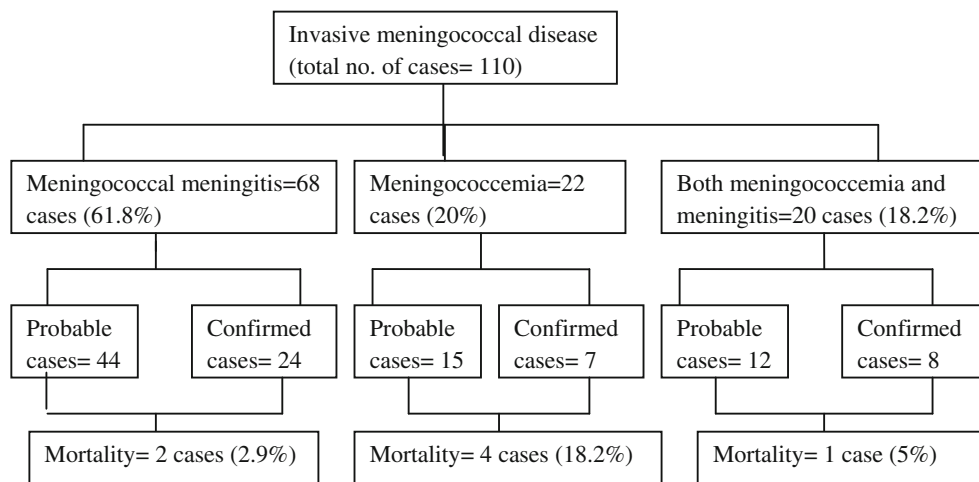 Invasive meningococcal disease
(total no. of cases= 110)
Meningococcal meningitis=68
cases (61.8%)
Meningococcemia=22
cases (20%)
Both meningococcemia and
meningitis=20 cases (18.2%)
Probable
cases= 44
Confirmed
cases= 24
Probable
cases= 15
Confirmed
cases= 7
Probable
cases= 12
Confirmed
cases= 8
Mortality= 2 cases (2.9%)
Mortality= 4 cases (18.2%)
Mortality= 1 case (5%)